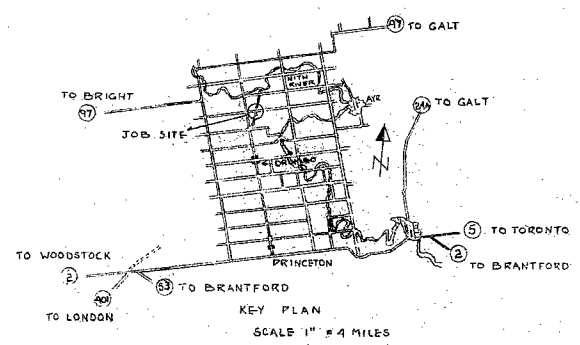 97 TO GALT
NITH
RIVER
TO BRIGHT
97
AYR
24A TO GALT
JOB SITE
N
DRUMBO
5 TO TORONTO
2
TO BRANTFORD
TO WOODSTOCK
2
PRINCETON
53 TO BRANTFORD
401
TO LONDON
KEY PLAN
SCALE 1" = 4 MILES